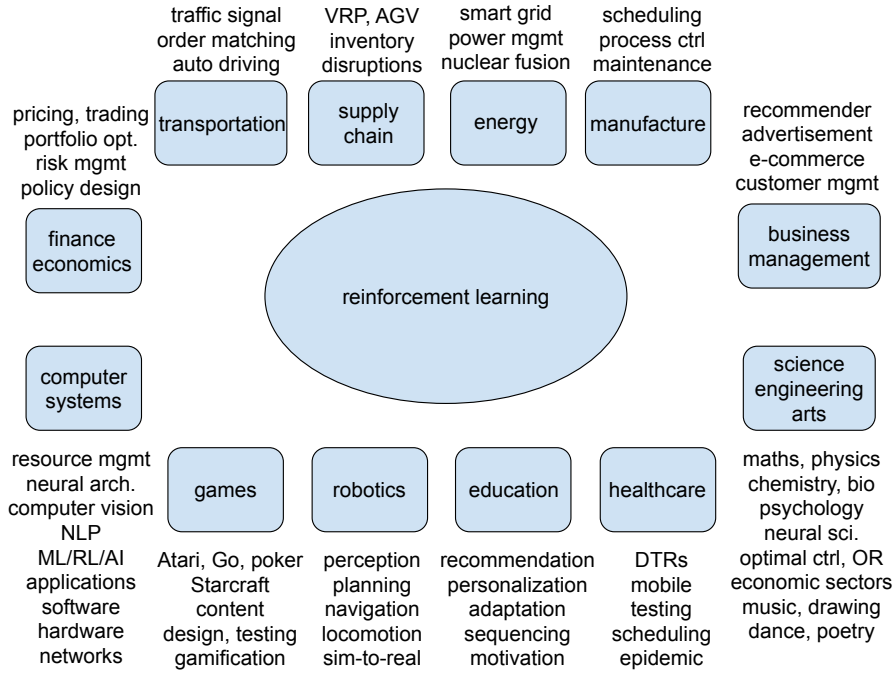 traffic signal
order matching
auto driving
transportation
VRP, AGV
inventory
disruptions
supply
chain
smart grid
power mgmt
nuclear fusion
energy
scheduling
process ctrl
maintenance
manufacture
pricing, trading
portfolio opt.
risk mgmt
policy design
finance
economics
recommender
advertisement
e-commerce
customer mgmt
business
management
reinforcement learning
computer
systems
resource mgmt
neural arch.
computer vision
NLP
ML/RL/AI
applications
software
hardware
networks
games
Atari, Go, poker
Starcraft
content
design, testing
gamification
robotics
perception
planning
navigation
locomotion
sim-to-real
education
recommendation
personalization
adaptation
sequencing
motivation
healthcare
DTRs
mobile
testing
scheduling
epidemic
science
engineering
arts
maths, physics
chemistry, bio
psychology
neural sci.
optimal ctrl, OR
economic sectors
music, drawing
dance, poetry